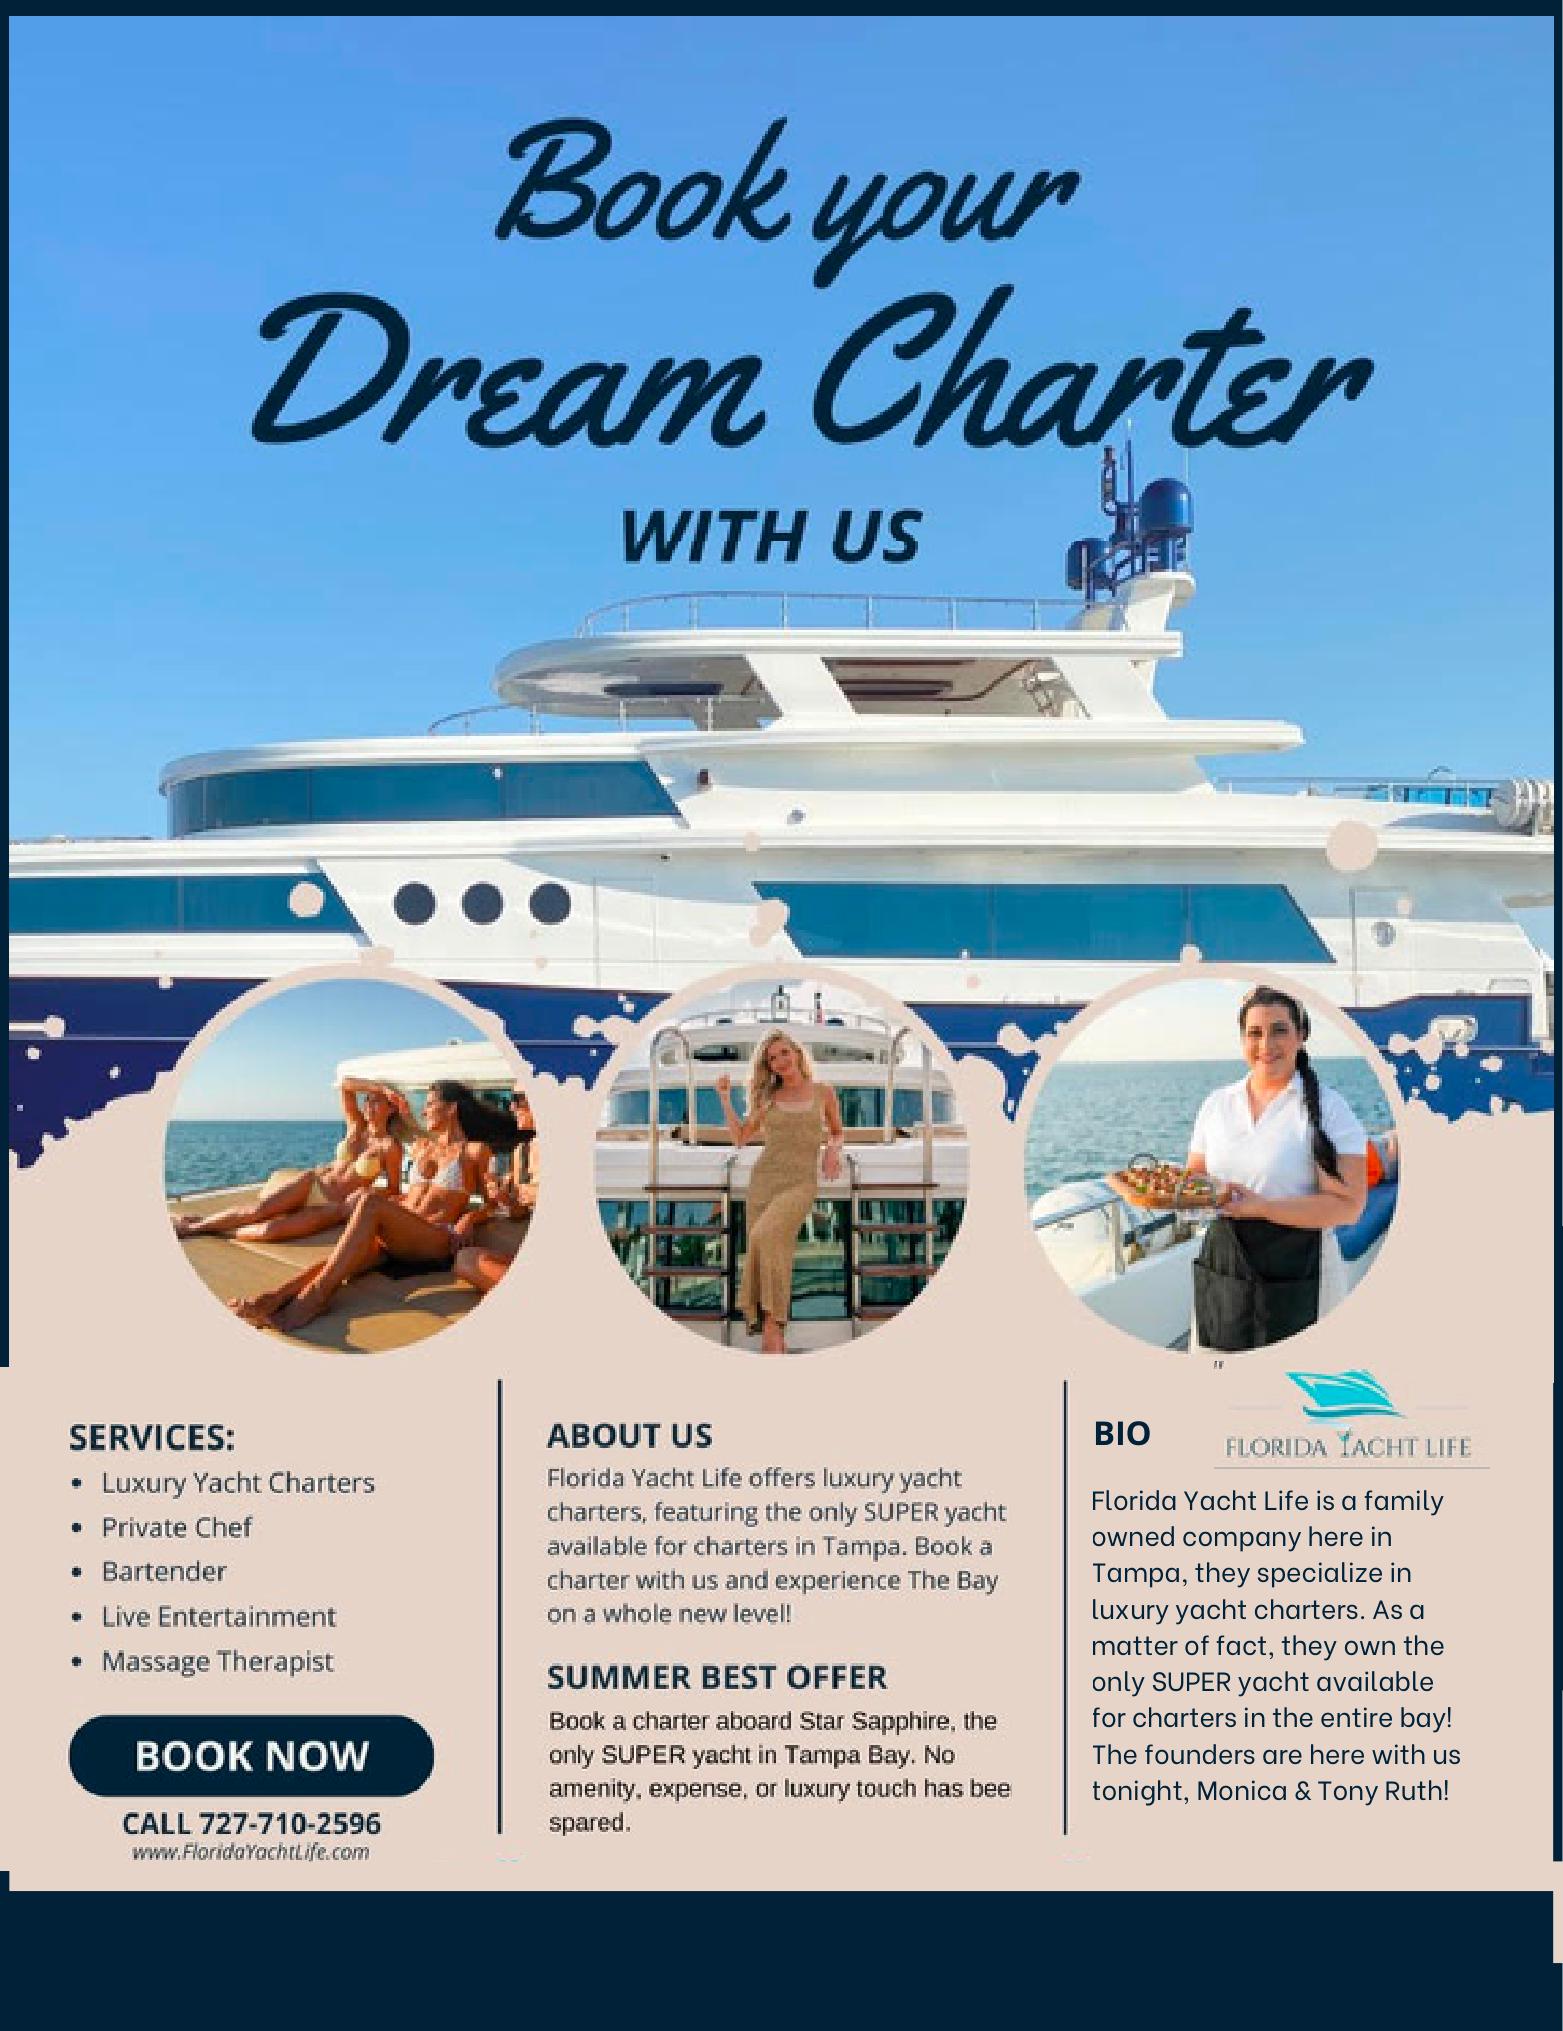 Book your
Dream Charter
WITH US
SERVICES:
• Luxury Yacht Charters
• Private Chef
• Bartender
• Live Entertainment
• Massage Therapist
BOOK NOW
CALL 727-710-2596
www.FloridaYachtLife.com
ABOUT US
Florida Yacht Life offers luxury yacht
charters, featuring the only SUPER yacht
available for charters in Tampa. Book a
charter with us and experience The Bay
on a whole new level!
SUMMER BEST OFFER
Book a charter aboard Star Sapphire, the
only SUPER yacht in Tampa Bay. No
amenity, expense, or luxury touch has bee
spared.
"
BIO
FLORIDA YACHT LIFE
Florida Yacht Life is a family
owned company here in
Tampa, they specialize in
luxury yacht charters. As a
matter of fact, they own the
only SUPER yacht available
for charters in the entire bay!
The founders are here with us
tonight, Monica & Tony Ruth!